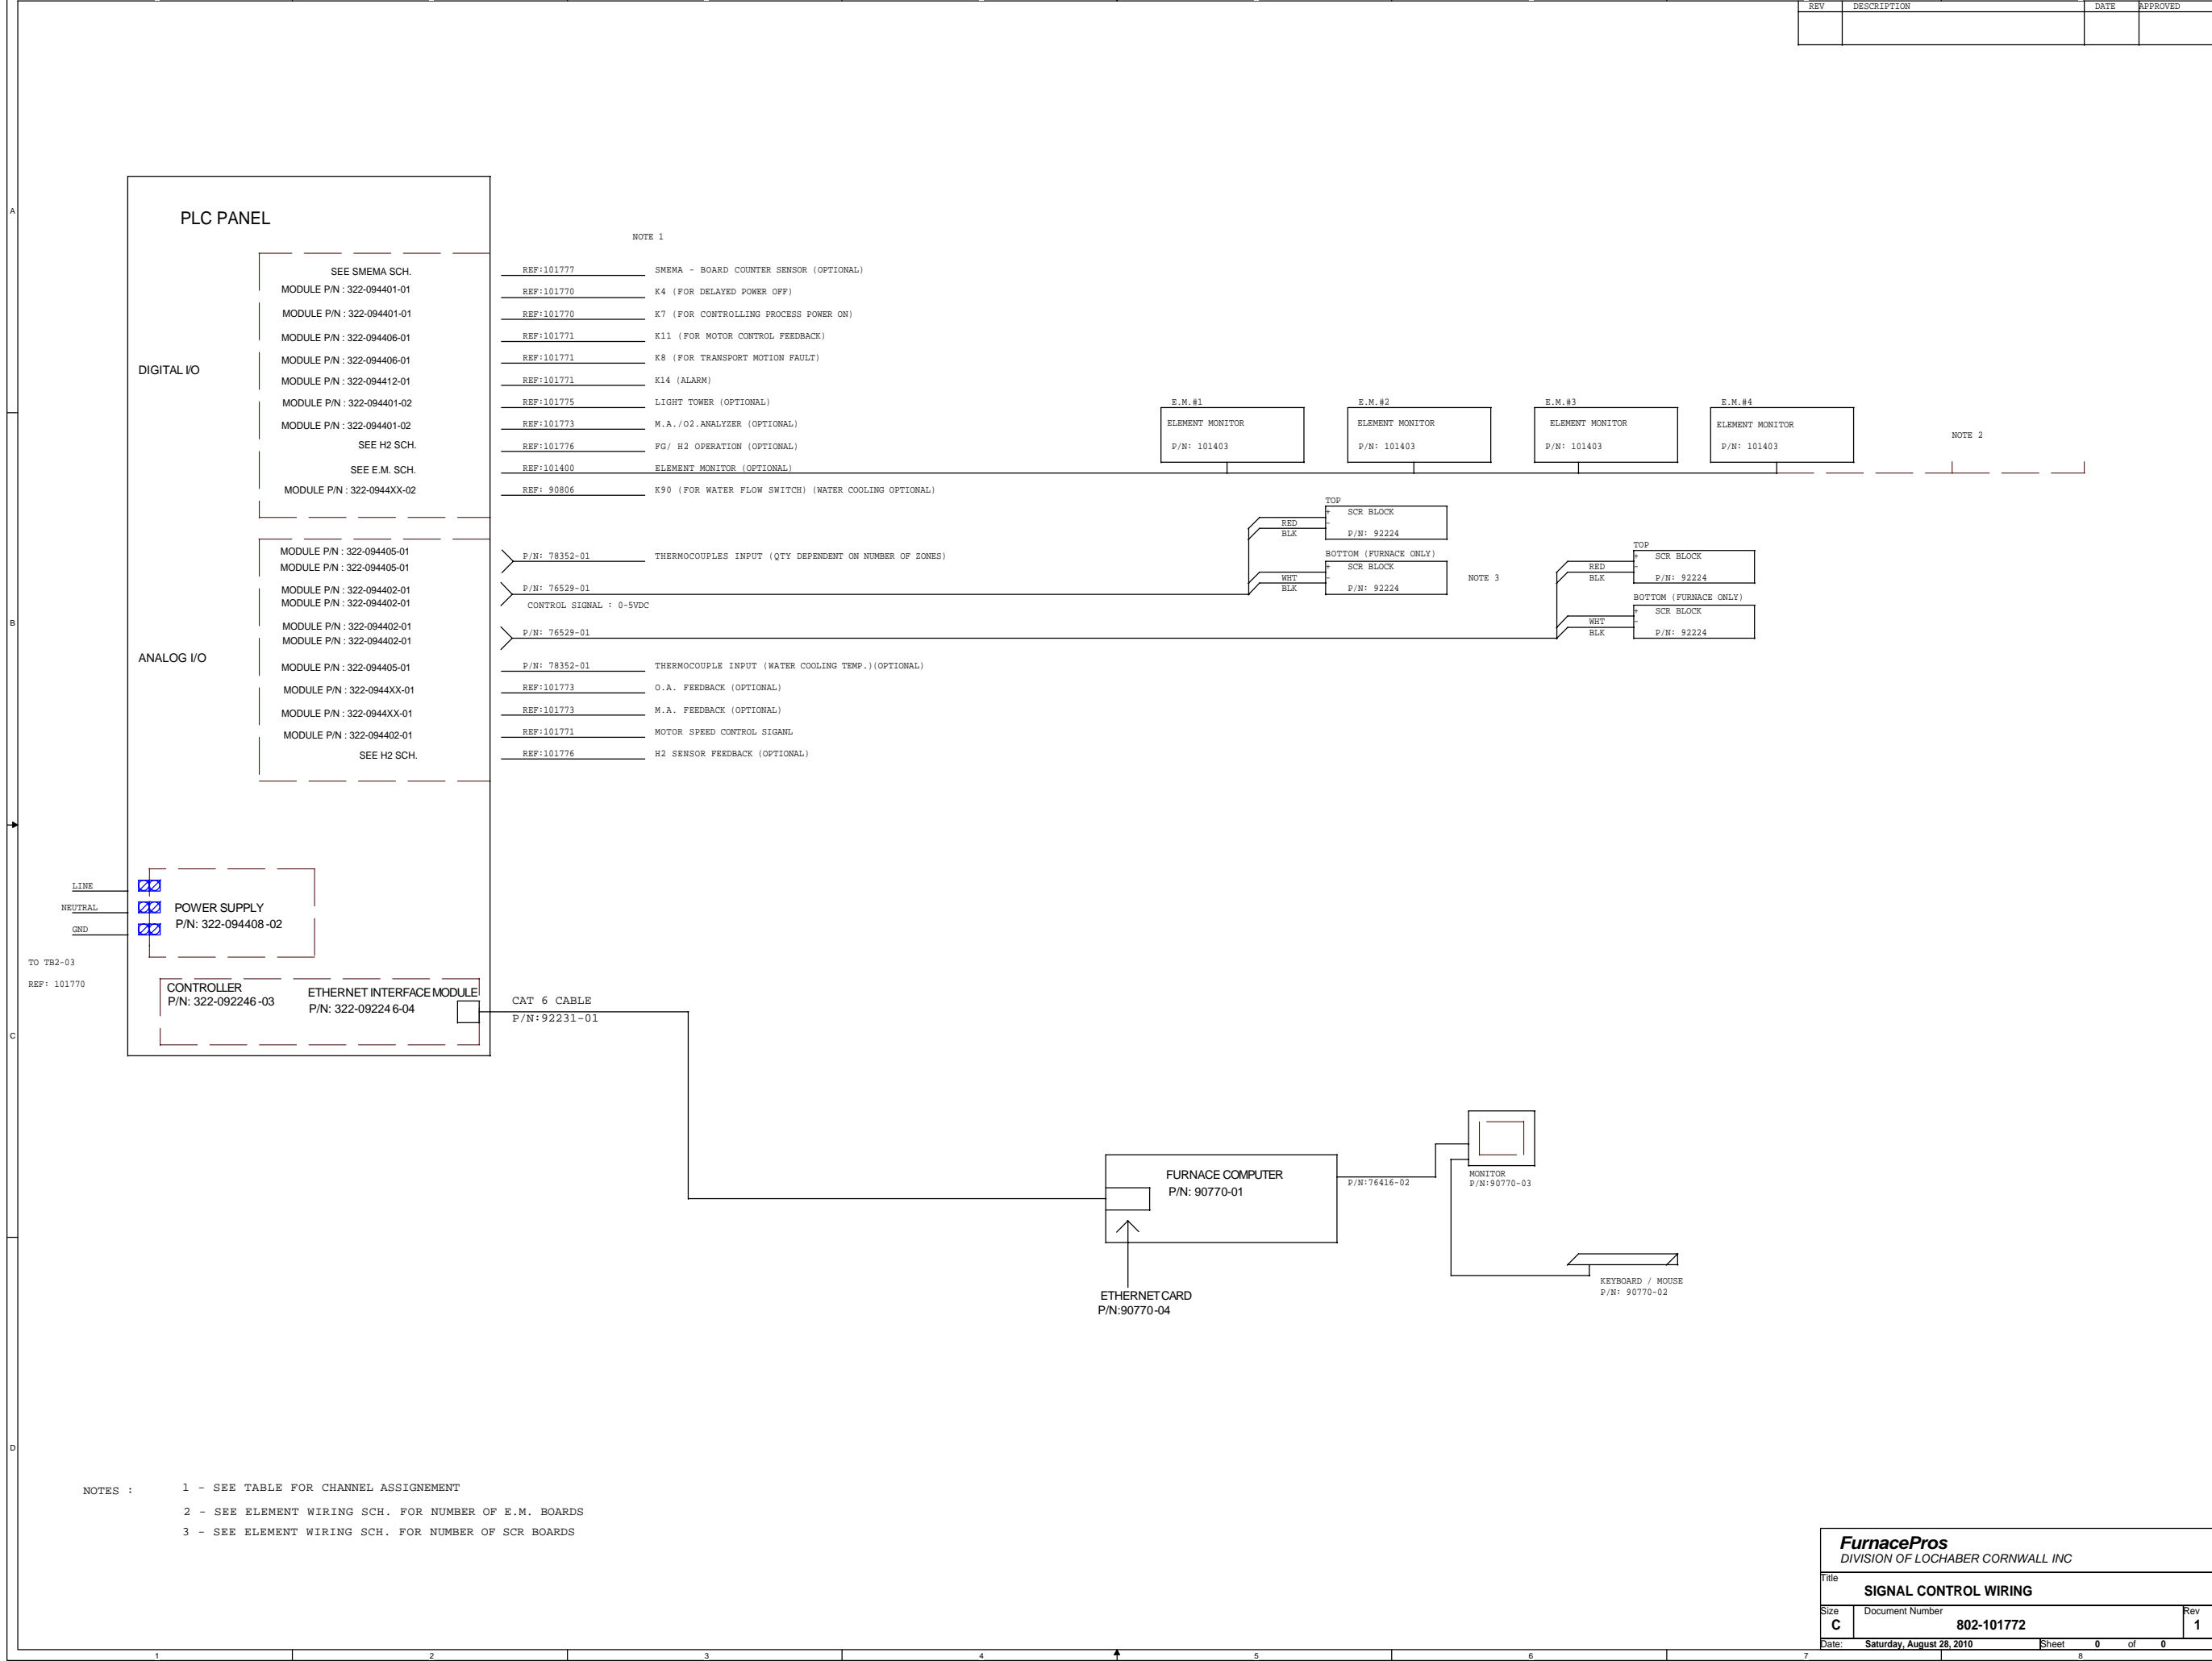 REV DESCRIPTION DATE APPROVED
A
PLC PANEL
NOTE 1
DIGITAL I/O
SEE SMEMA SCH. REF:101777 SMEMA - BOARD COUNTER SENSOR (OPTIONAL)
MODULE P/N : 322-094401-01 REF:101770 K4 (FOR DELAYED POWER OFF)
MODULE P/N : 322-094401-01 REF:101770 K7 (FOR CONTROLLING PROCESS POWER ON)
MODULE P/N : 322-094406-01 REF:101771 K11 (FOR MOTOR CONTROL FEEDBACK)
MODULE P/N : 322-094406-01 REF:101771 K8 (FOR TRANSPORT MOTION FAULT)
MODULE P/N : 322-094412-01 REF:101771 K14 (ALARM)
MODULE P/N : 322-094401-02 REF:101775 LIGHT TOWER (OPTIONAL)
MODULE P/N : 322-094401-02 REF:101773 M.A./O2.ANALYZER (OPTIONAL)
SEE H2 SCH. REF:101776 FG/ H2 OPERATION (OPTIONAL)
SEE E.M. SCH. REF:101400 ELEMENT MONITOR (OPTIONAL)
MODULE P/N : 322-0944XX-02 REF: 90806 K90 (FOR WATER FLOW SWITCH) (WATER COOLING OPTIONAL)
E.M.#1 E.M.#2 E.M.#3 E.M.#4
ELEMENT MONITOR ELEMENT MONITOR ELEMENT MONITOR ELEMENT MONITOR
P/N: 101403 P/N: 101403 P/N: 101403 P/N: 101403
NOTE 2
B
ANALOG I/O
MODULE P/N : 322-094405-01
MODULE P/N : 322-094405-01
P/N: 78352-01 THERMOCOUPLES INPUT (QTY DEPENDENT ON NUMBER OF ZONES)
MODULE P/N : 322-094402-01
MODULE P/N : 322-094402-01
P/N: 76529-01
CONTROL SIGNAL : 0-5VDC
MODULE P/N : 322-094402-01
MODULE P/N : 322-094402-01
P/N: 76529-01
MODULE P/N : 322-094405-01 P/N: 78352-01 THERMOCOUPLE INPUT (WATER COOLING TEMP.)(OPTIONAL)
MODULE P/N : 322-0944XX-01 REF:101773 O.A. FEEDBACK (OPTIONAL)
MODULE P/N : 322-0944XX-01 REF:101773 M.A. FEEDBACK (OPTIONAL)
MODULE P/N : 322-094402-01 REF:101771 MOTOR SPEED CONTROL SIGANL
SEE H2 SCH. REF:101776 H2 SENSOR FEEDBACK (OPTIONAL)
TOP
RED + SCR BLOCK
BLK - P/N: 92224
BOTTOM (FURNACE ONLY)
WHT + SCR BLOCK
BLK - P/N: 92224
NOTE 3
TOP
RED + SCR BLOCK
BLK - P/N: 92224
BOTTOM (FURNACE ONLY)
WHT + SCR BLOCK
BLK - P/N: 92224
LINE
NEUTRAL
GND
POWER SUPPLY
P/N: 322-094408-02
TO TB2-03
REF: 101770
C
CONTROLLER
P/N: 322-092246-03
ETHERNET INTERFACE MODULE
P/N: 322-092246-04
CAT 6 CABLE
P/N:92231-01
FURNACE COMPUTER
P/N: 90770-01
P/N:76416-02
MONITOR
P/N:90770-03
KEYBOARD / MOUSE
P/N: 90770-02
ETHERNET CARD
P/N:90770-04
D
NOTES :
1 - SEE TABLE FOR CHANNEL ASSIGNEMENT
2 - SEE ELEMENT WIRING SCH. FOR NUMBER OF E.M. BOARDS
3 - SEE ELEMENT WIRING SCH. FOR NUMBER OF SCR BOARDS
FurnacePros
DIVISION OF LOCHABER CORNWALL INC
Title
SIGNAL CONTROL WIRING
Size Document Number Rev
C 802-101772 1
Date: Saturday, August 28, 2010 Sheet 0 of 0
1 2 3 4 5 6 7 8